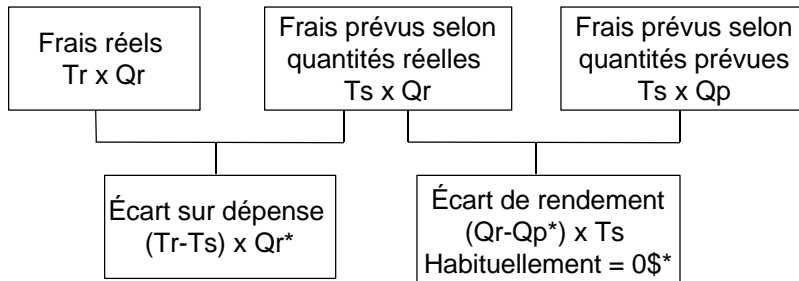 Frais réels
Tr x Qr
Frais prévus selon
quantités réelles
Ts x Qr
Frais prévus selon
quantités prévues
Ts x Qp
Écart sur dépense
(Tr-Ts) x Qr*
Écart de rendement
(Qr-Qp*) x Ts
Habituellement = 0$*